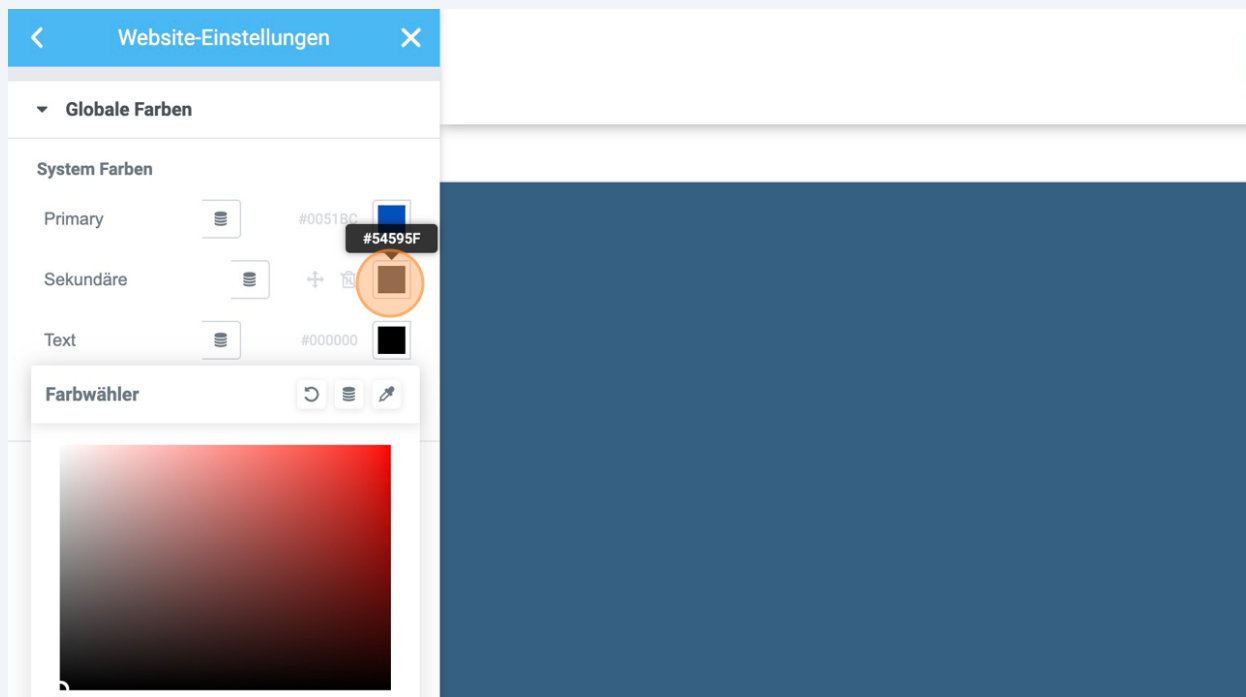 Website-Einstellungen
Globale Farben
System Farben
Primary #0051BC
#54595F
Sekundäre
Text #000000
Farbwähler